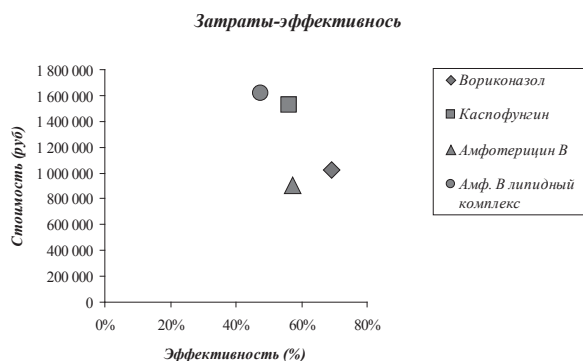 Затраты-эффективнось
Стоимость (руб)
1 800 000
1 600 000
1 400 000
1 200 000
1 000 000
800 000
600 000
400 000
200 000
0
0%
20%
40%
60%
80%
Эффективность (%)
Вориконазол
Каспофунгин
Амфотерицин В
Амф. В липидный
комплекс